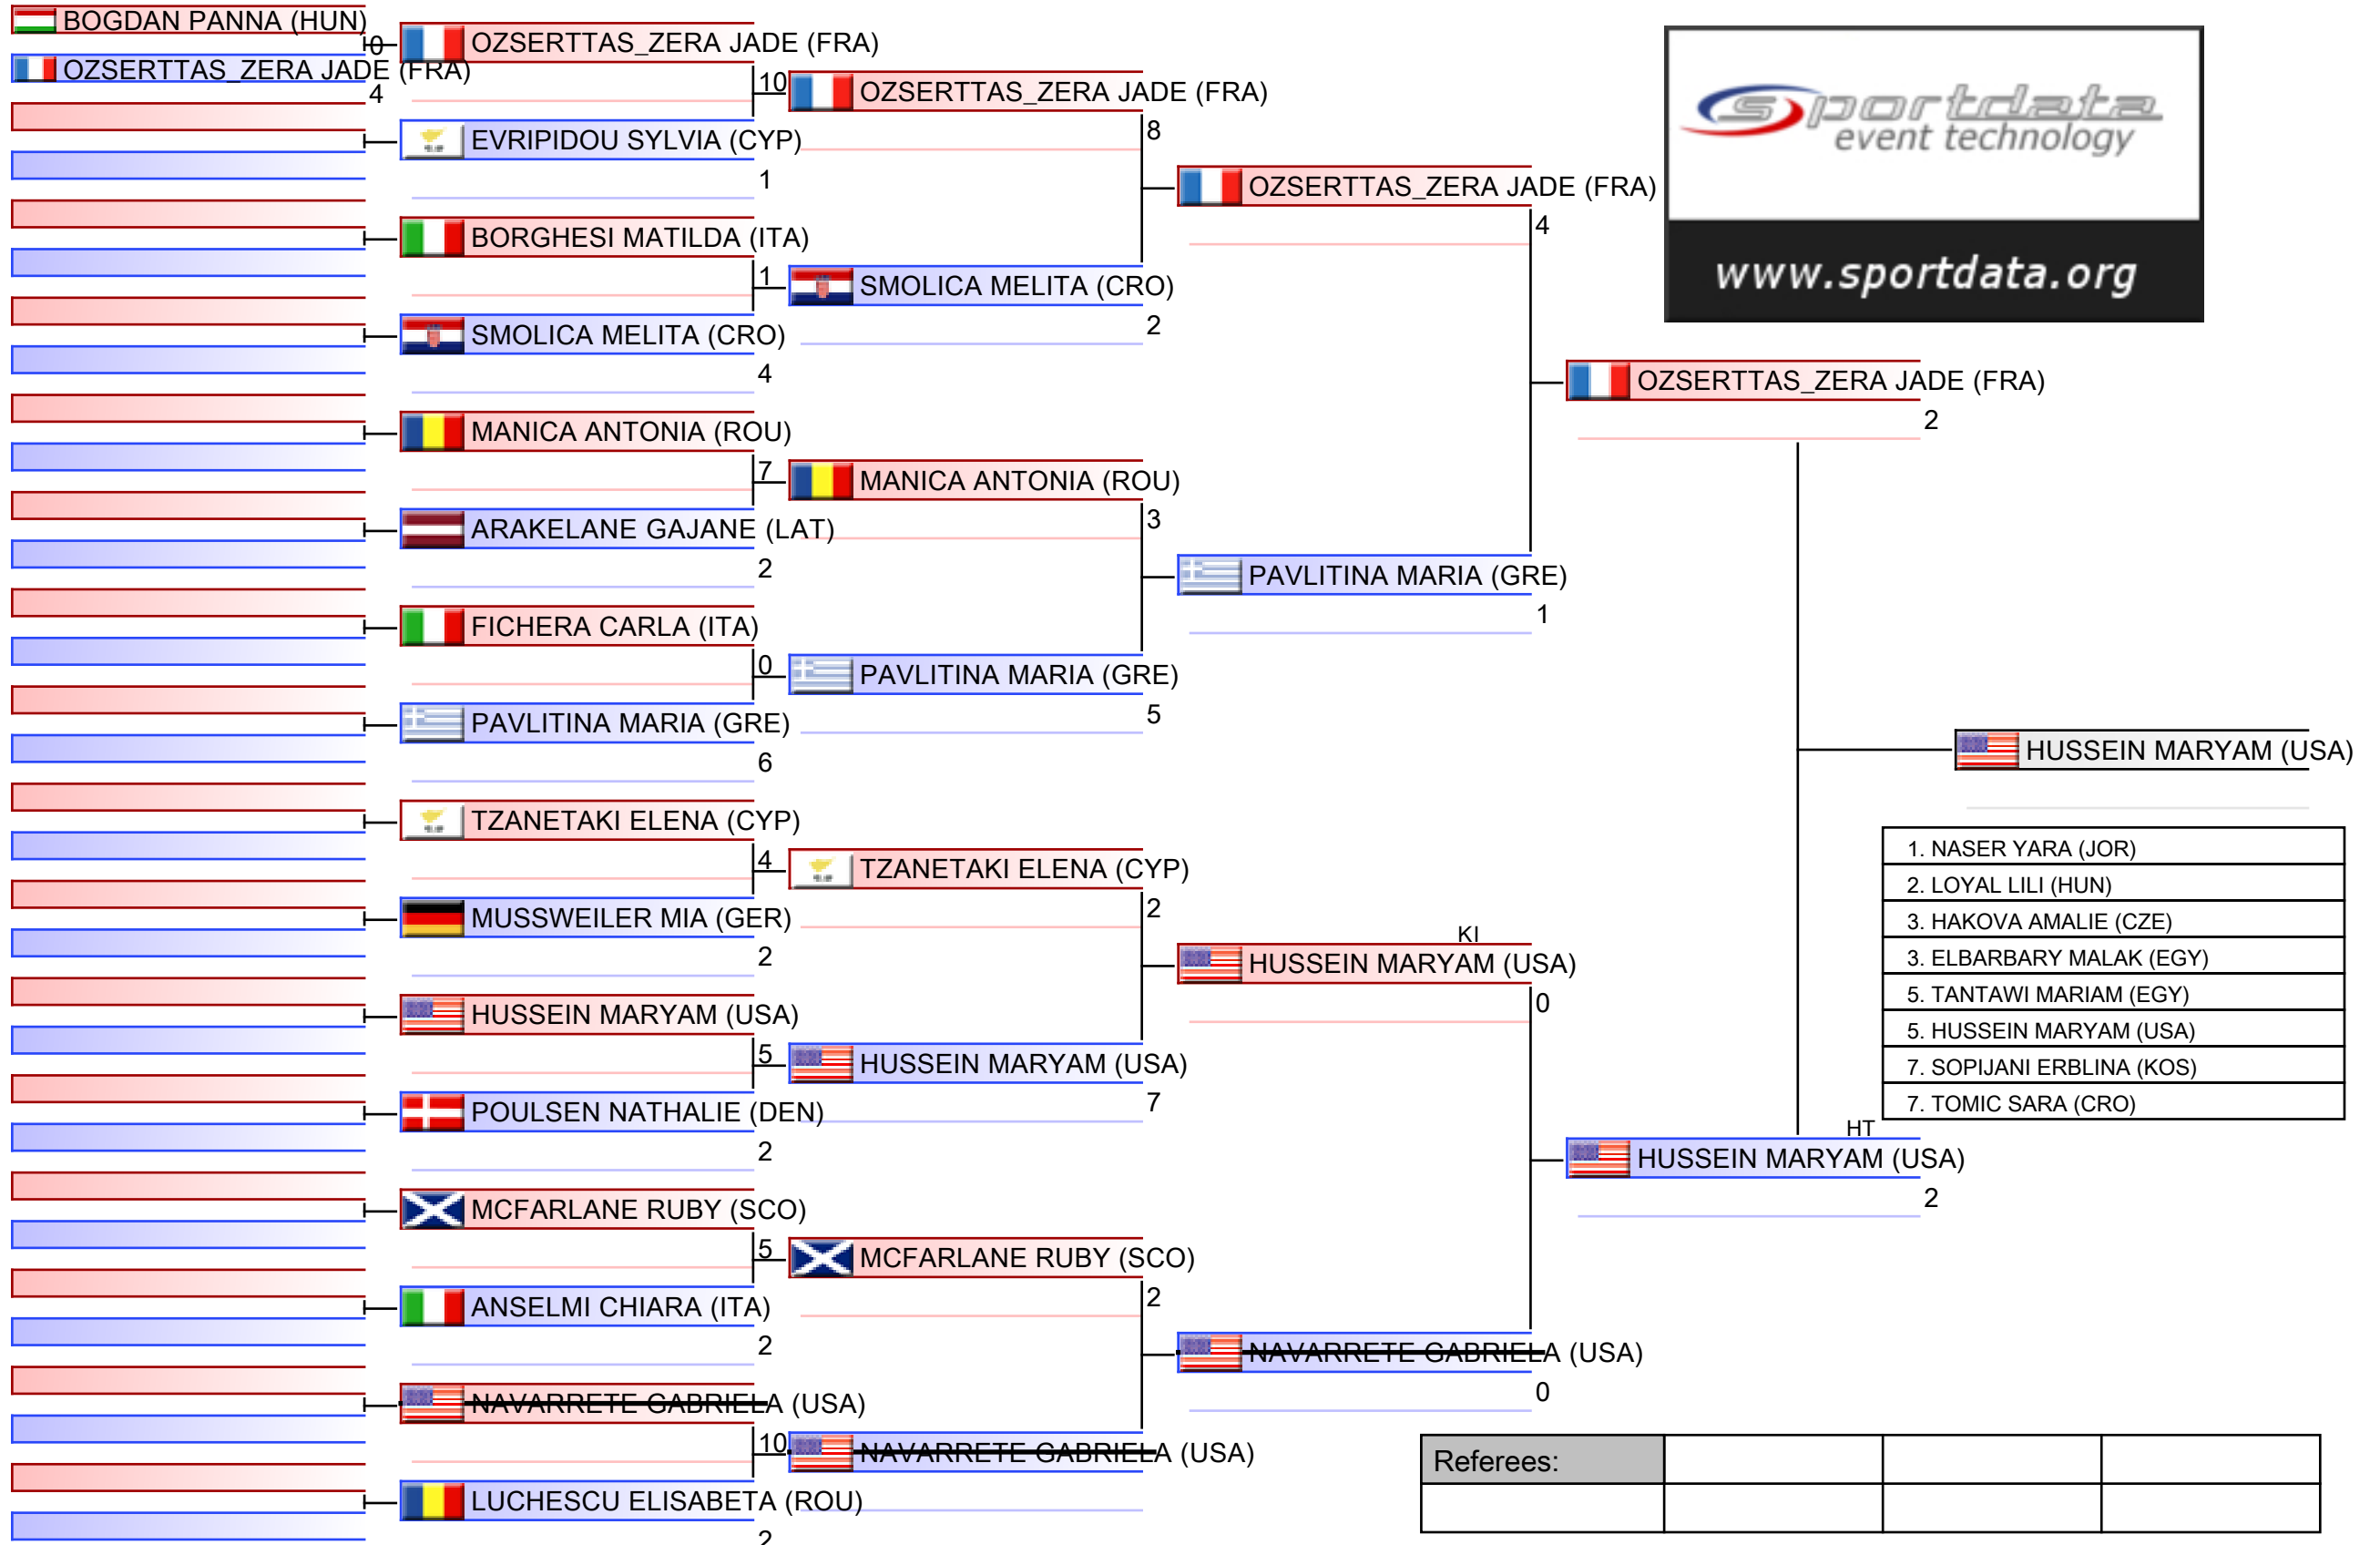 BOGDAN PANNA (HUN)
0
OZSERTTAS_ZERA JADE (FRA)
4
OZSERTTAS_ZERA JADE (FRA)
10
EVRIPIDOU SYLVIA (CYP)
1
BORGHESI MATILDA (ITA)
1
SMOLICA MELITA (CRO)
4
MANICA ANTONIA (ROU)
7
ARAKELANE GAJANE (LAT)
2
FICHERA CARLA (ITA)
0
PAVLITINA MARIA (GRE)
6
TZANETAKI ELENA (CYP)
4
MUSSWEILER MIA (GER)
2
HUSSEIN MARYAM (USA)
5
POULSEN NATHALIE (DEN)
2
MCFARLANE RUBY (SCO)
5
ANSELMI CHIARA (ITA)
2
NAVARRETE GABRIELA (USA)
10
LUCHESCU ELISABETA (ROU)
2
OZSERTTAS_ZERA JADE (FRA)
8
SMOLICA MELITA (CRO)
2
MANICA ANTONIA (ROU)
3
PAVLITINA MARIA (GRE)
5
TZANETAKI ELENA (CYP)
2
HUSSEIN MARYAM (USA)
7
MCFARLANE RUBY (SCO)
2
NAVARRETE GABRIELA (USA)
OZSERTTAS_ZERA JADE (FRA)
4
PAVLITINA MARIA (GRE)
1
KI
HUSSEIN MARYAM (USA)
0
NAVARRETE GABRIELA (USA)
0
OZSERTTAS_ZERA JADE (FRA)
2
HT
HUSSEIN MARYAM (USA)
2
HUSSEIN MARYAM (USA)
sportdata
event technology
www.sportdata.org
1. NASER YARA (JOR)
2. LOYAL LILI (HUN)
3. HAKOVA AMALIE (CZE)
3. ELBARBARY MALAK (EGY)
5. TANTAWI MARIAM (EGY)
5. HUSSEIN MARYAM (USA)
7. SOPIJANI ERBLINA (KOS)
7. TOMIC SARA (CRO)
Referees: